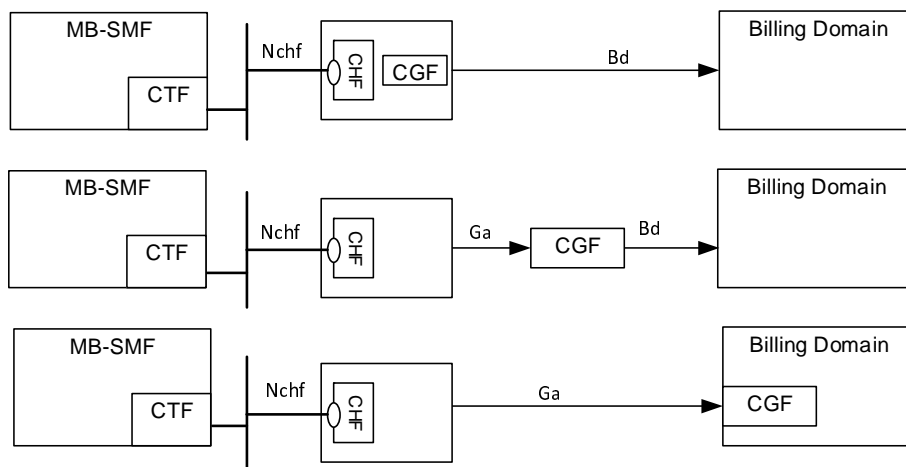 MB-SMF
CTF
Nchf
CHF
CGF
Bd
Billing Domain
MB-SMF
CTF
Nchf
CHF
Ga
CGF
Bd
Billing Domain
MB-SMF
CTF
Nchf
CHF
Ga
Billing Domain
CGF